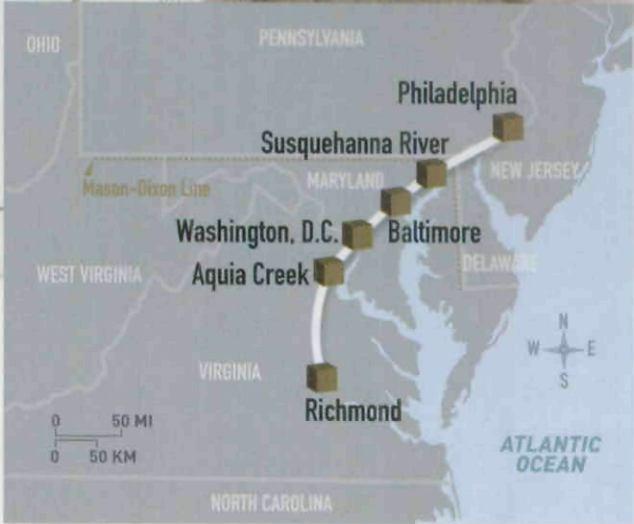 OHIO
PENNSYLVANIA
Philadelphia
Susquehanna River
Mason-Dixon Line
MARYLAND
NEW JERSEY
Washington, D.C.
Baltimore
WEST VIRGINIA
Aquia Creek
DELAWARE
N
W E
S
VIRGINIA
Richmond
0 50 MI
0 50 KM
ATLANTIC
OCEAN
NORTH CAROLINA